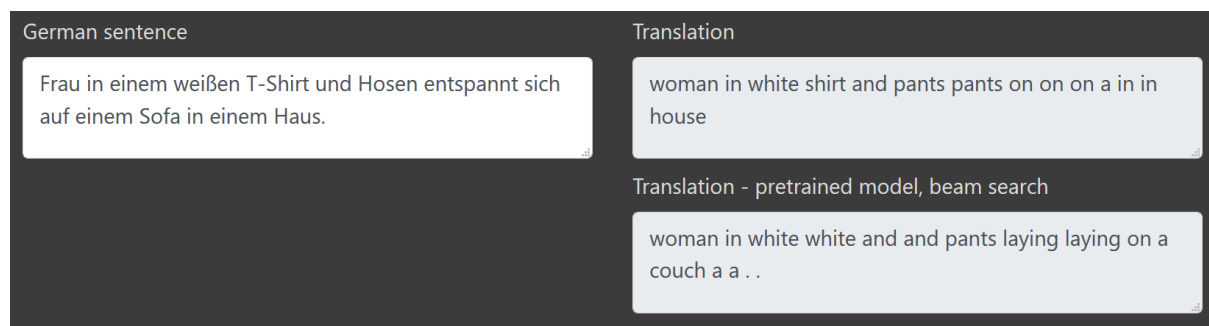 German sentence
Frau in einem weißen T-Shirt und Hosen entspannt sich
auf einem Sofa in einem Haus.
Translation
woman in white shirt and pants pants on on on a in in
house
Translation - pretrained model, beam search
woman in white white and and pants laying laying on a
couch a a . .